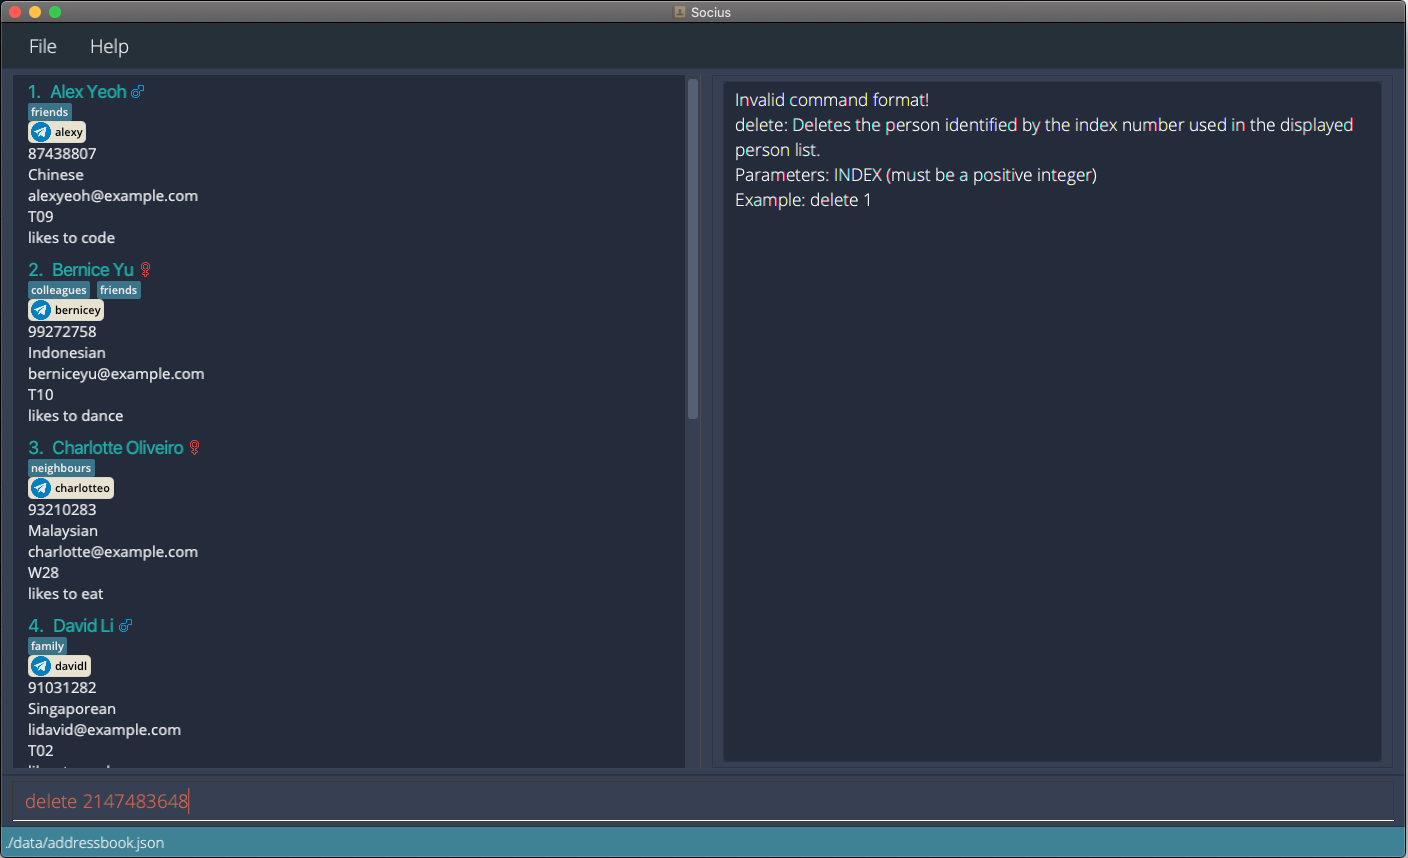 Socius
File Help
1. Alex Yeoh
friends
alexy
87438807
Chinese
alexyeoh@example.com
T09
likes to code
2. Bernice Yu
colleagues friends
bernicey
99272758
Indonesian
berniceyu@example.com
T10
likes to dance
3. Charlotte Oliveiro
neighbours
charlotteo
93210283
Malaysian
charlotte@example.com
W28
likes to eat
4. David Li
family
davidl
91031282
Singaporean
lidavid@example.com
T02
Invalid command format!
delete: Deletes the person identified by the index number used in the displayed
person list.
Parameters: INDEX (must be a positive integer)
Example: delete 1
delete 2147483648
./data/addressbook.json